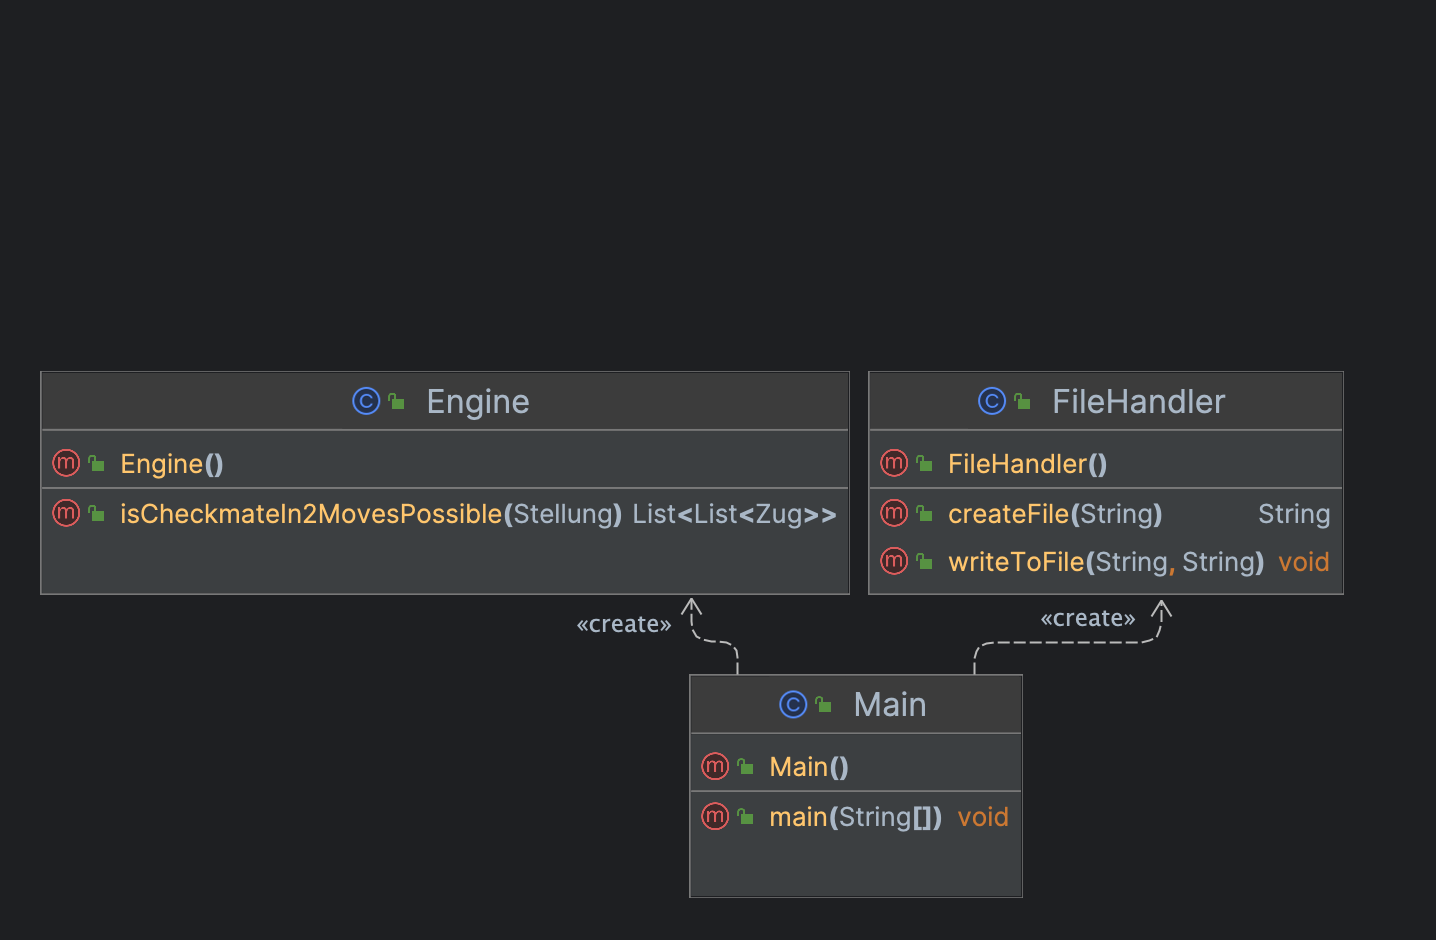 Engine
Engine()
isCheckmateIn2MovesPossible(Stellung) List<List<Zug>>
FileHandler
FileHandler()
createFile(String) String
writeToFile(String, String) void
«create»
«create»
Main
Main()
main(String[]) void